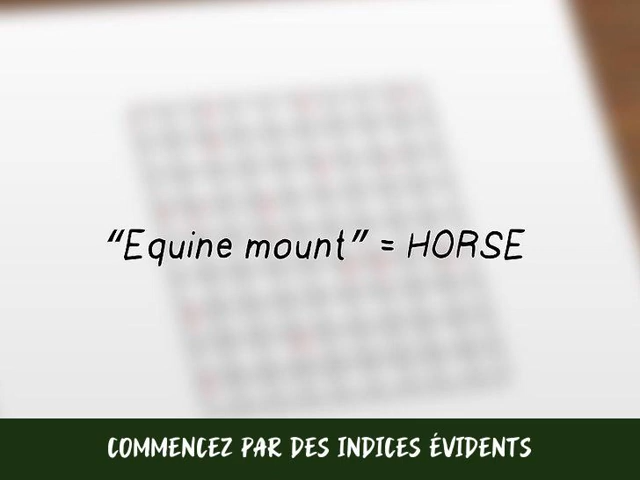 “Equine mount” = HORSE
COMMENCEZ PAR DES INDICES ÉVIDENTS